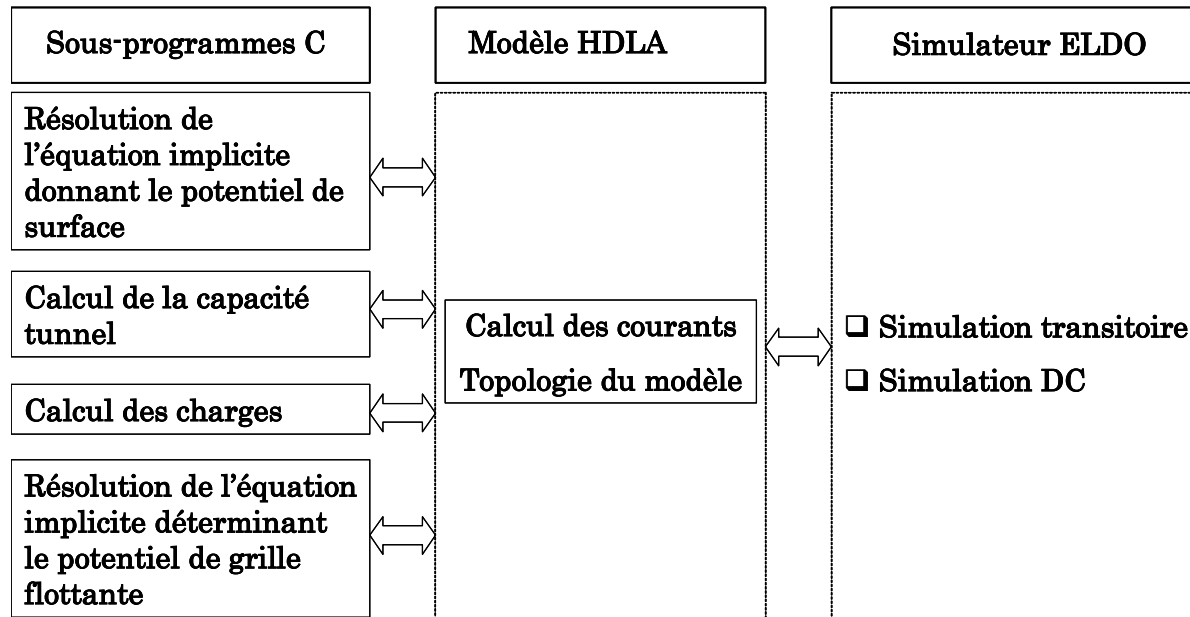 Sous-programmes C
Modèle HDLA
Simulateur ELDO
Résolution de
l'équation implicite
donnant le potentiel de
surface
Calcul de la capacité
tunnel
Calcul des charges
Résolution de l'équation
implicite déterminant
le potentiel de grille
flottante
Calcul des courants
Topologie du modèle
❑ Simulation transitoire
❑ Simulation DC